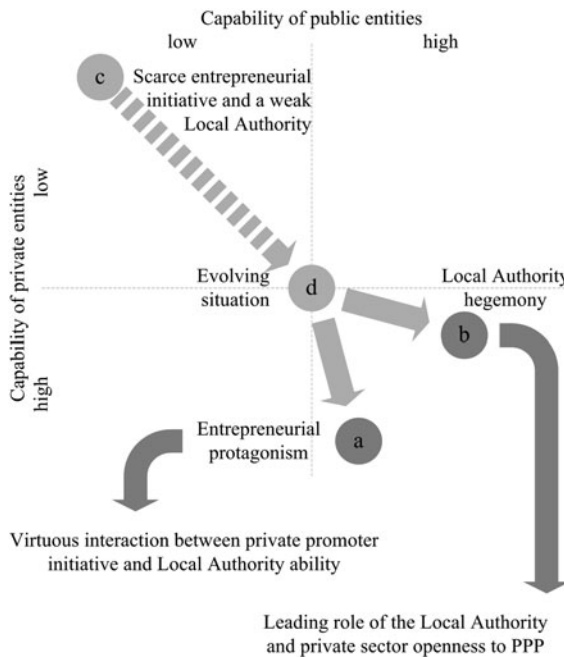 Capability of public entities
low
high
c
Scarce entrepreneurial
initiative and a weak
Local Authority
Capability of private entities
low
high
Evolving
situation
d
Local Authority
hegemony
b
Entrepreneurial
protagonism
a
Virtuous interaction between private promoter
initiative and Local Authority ability
Leading role of the Local Authority
and private sector openness to PPP